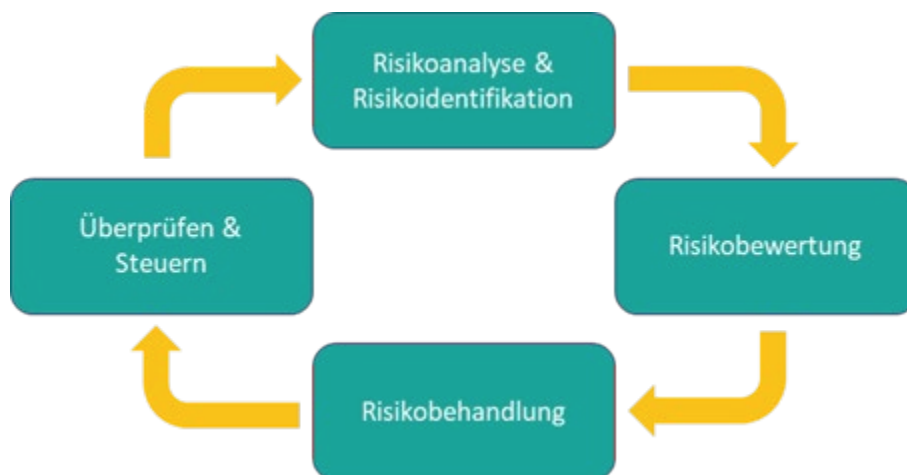 Risikoanalyse &
Risikoidentifikation
Überprüfen &
Steuern
Risikobewertung
Risikobehandlung